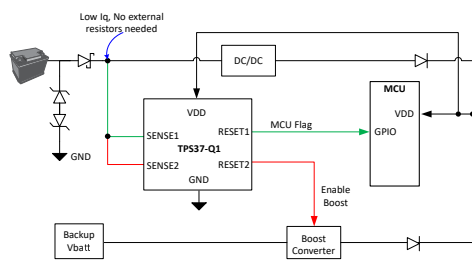 Low Iq, No external
resistors needed
DC/DC
MCU
VDD
VDD
SENSE1
RESET1
MCU Flag
GPIO
TPS37-Q1
SENSE2
RESET2
GND
GND
Enable
Boost
Backup
Vbatt
Boost
Converter